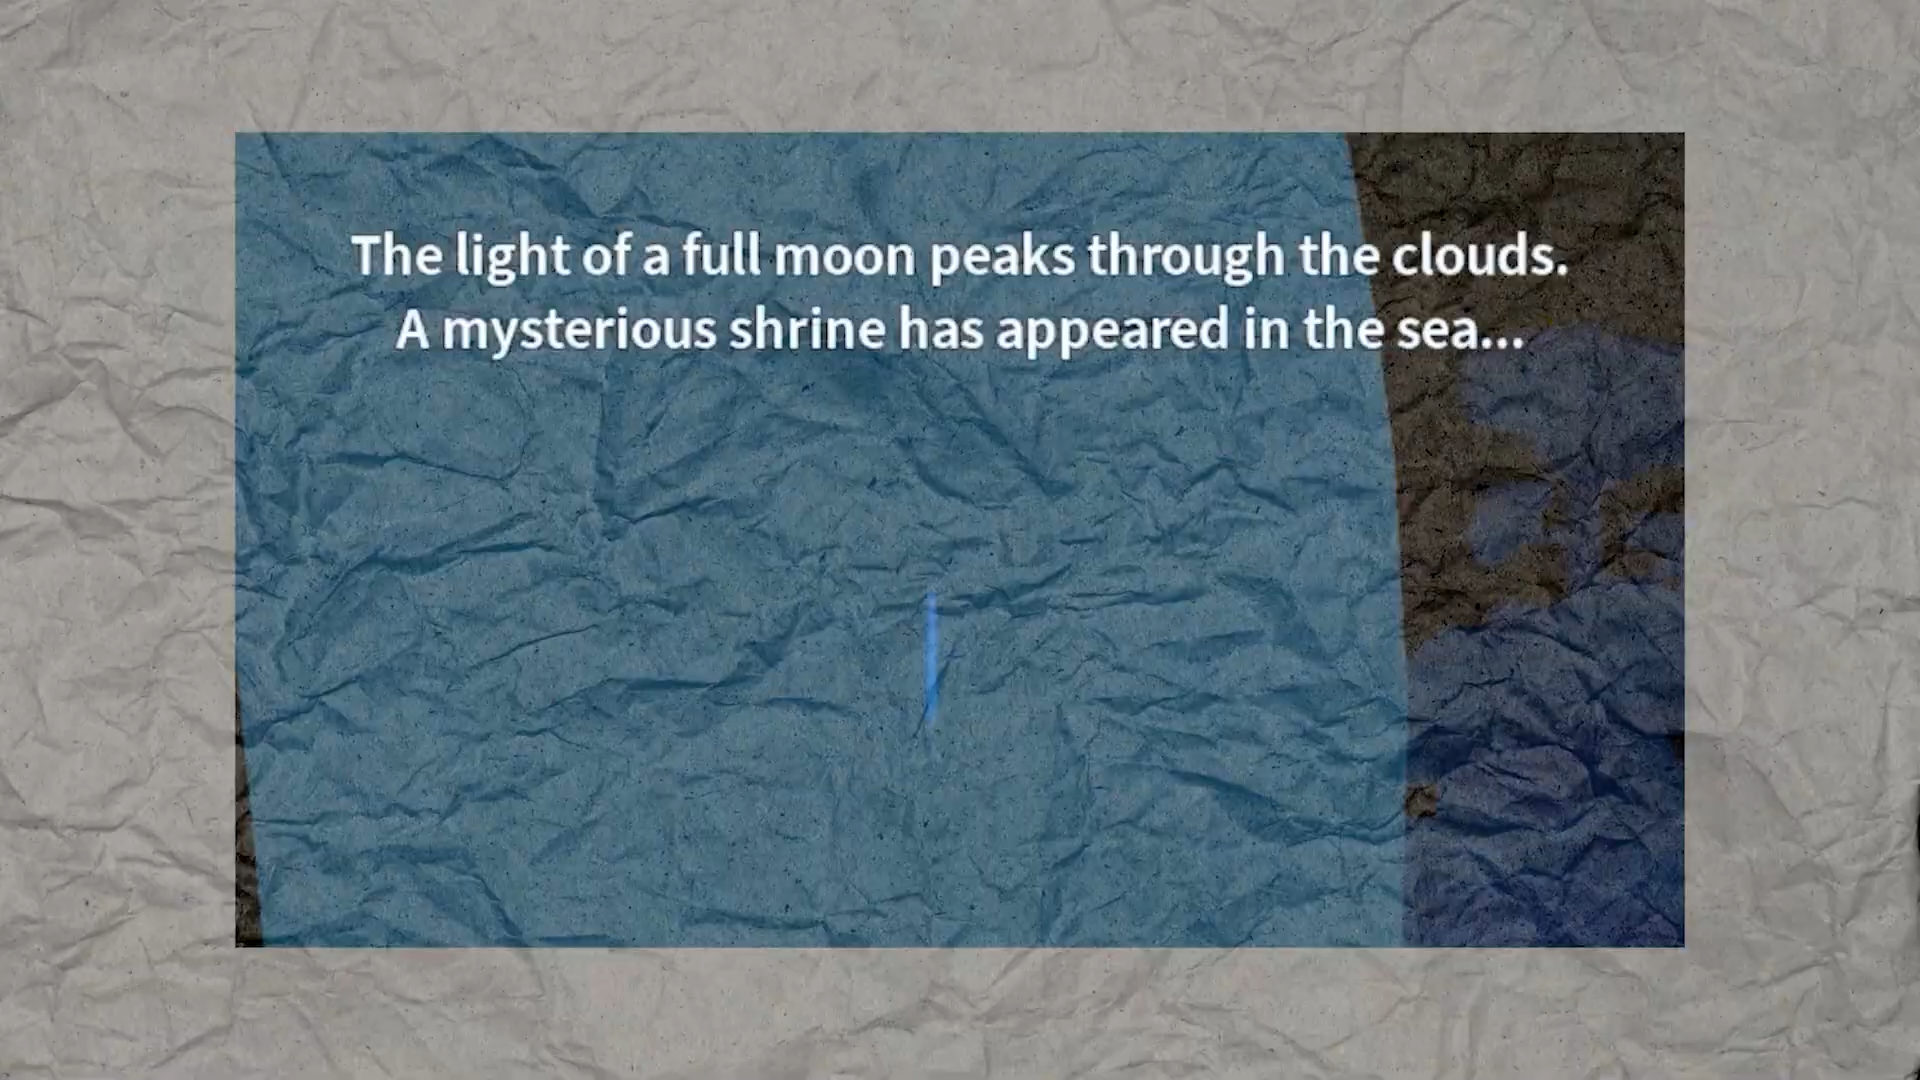 The light of a full moon peaks through the clouds.
A mysterious shrine has appeared in the sea...